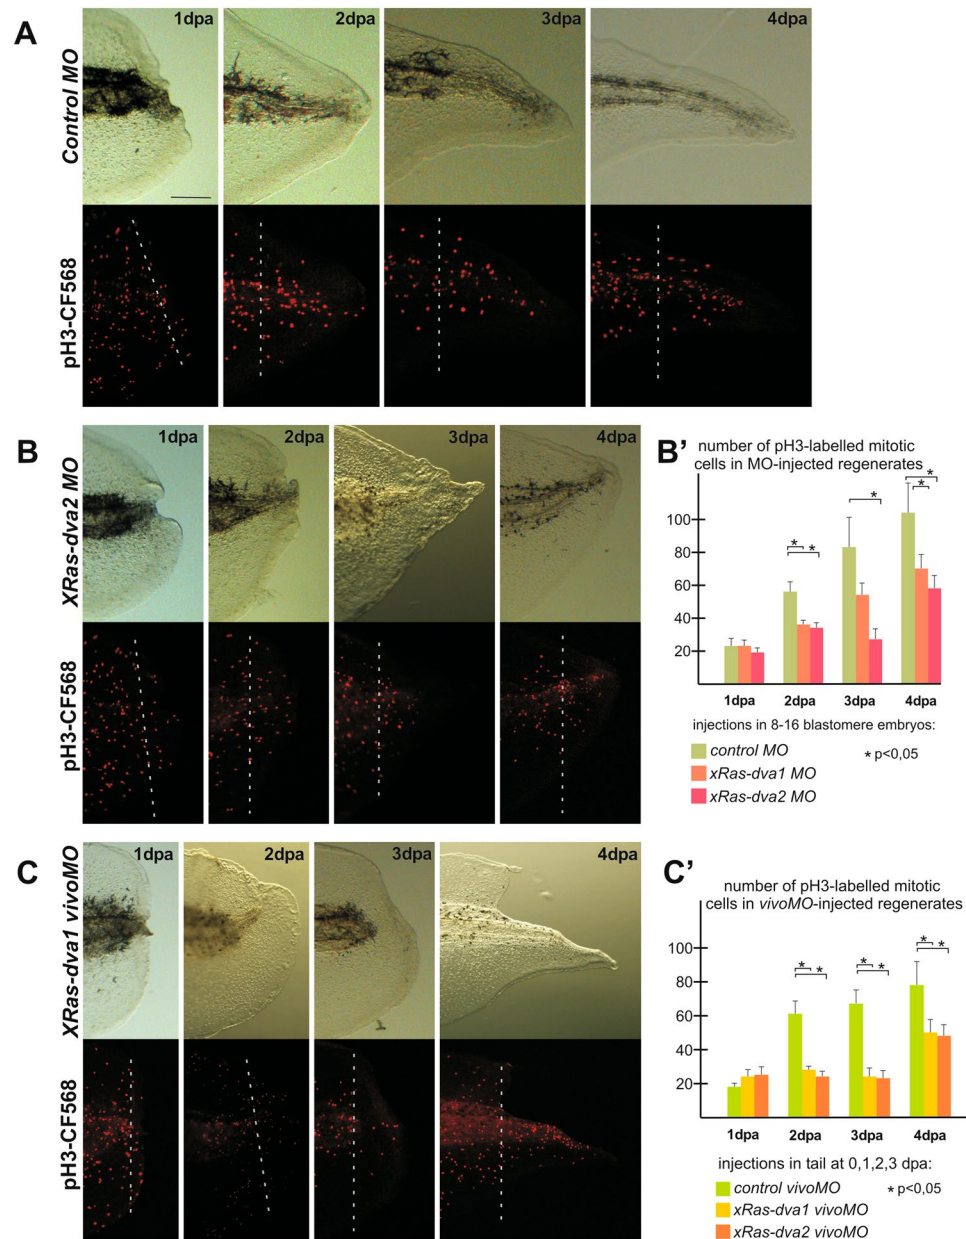 A
Control MO
1dpa
2dpa
3dpa
4dpa
pH3-CF568
B
XRas-dva2 MO
1dpa
2dpa
3dpa
4dpa
pH3-CF568
B’
number of pH3-labelled mitotic
cells in MO-injected regenerates
* *
* *
* *
100
80
60
40
20
1dpa 2dpa 3dpa 4dpa
injections in 8-16 blastomere embryos:
control MO
* p<0,05
xRas-dva1 MO
xRas-dva2 MO
C
XRas-dva1 vivoMO
1dpa
2dpa
3dpa
4dpa
pH3-CF568
C’
number of pH3-labelled mitotic
cells in vivoMO-injected regenerates
* *
* *
* *
100
80
60
40
20
1dpa 2dpa 3dpa 4dpa
injections in tail at 0,1,2,3 dpa:
control vivoMO
* p<0,05
xRas-dva1 vivoMO
xRas-dva2 vivoMO